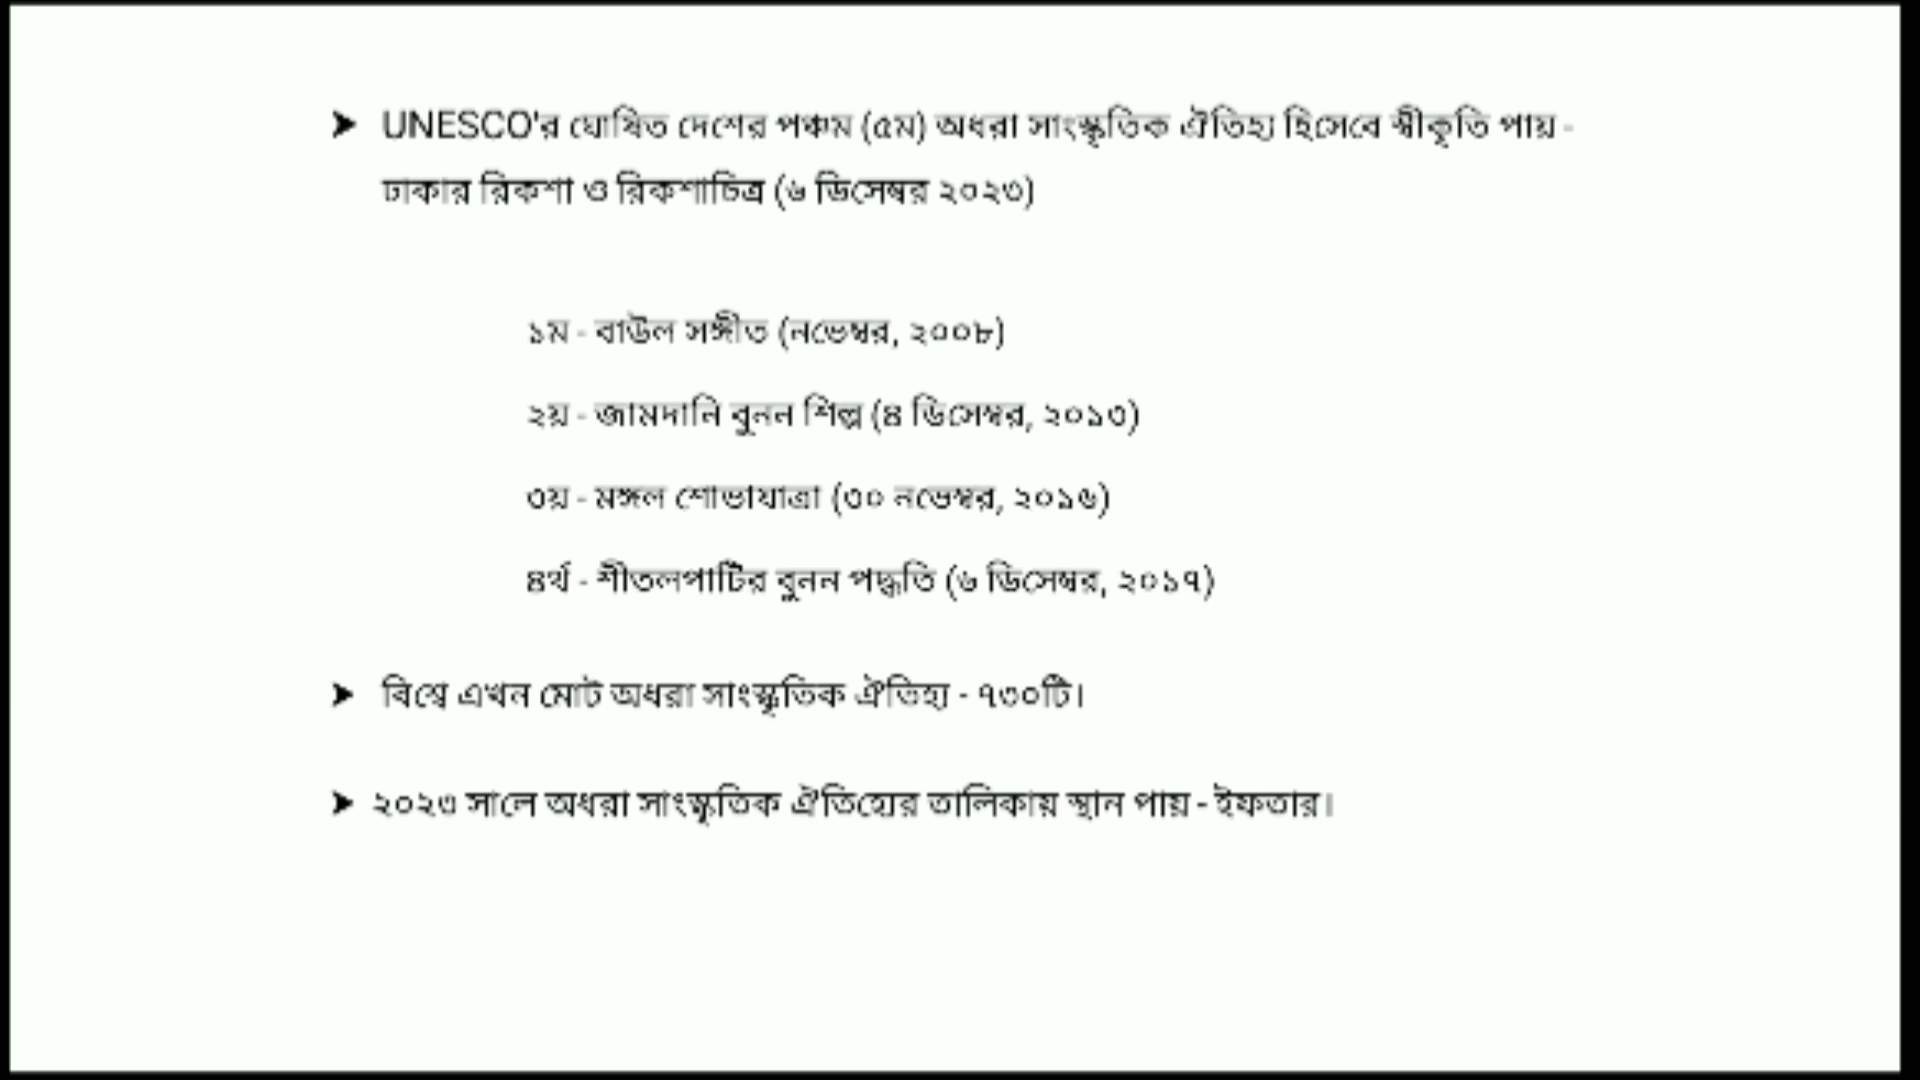 ➤ UNESCO'র ঘোষিত দেশের পঞ্চম (৫ম) অধরা সাংস্কৃতিক ঐতিহ্য হিসেবে স্বীকৃতি পায় -
ঢাকার রিকশা ও রিকশাচিত্র (৬ ডিসেম্বর ২০২৩)
১ম - বাউল সঙ্গীত (নভেম্বর, ২০০৮)
২য় - জামদানি বুনন শিল্প (৪ ডিসেম্বর, ২০১৩)
৩য় - মঙ্গল শোভাযাত্রা (৩০ নভেম্বর, ২০১৬)
৪র্থ - শীতলপাটির বুনন পদ্ধতি (৬ ডিসেম্বর, ২০১৭)
➤ বিশ্বে এখন মোট অধরা সাংস্কৃতিক ঐতিহ্য - ৭৩০টি।
➤ ২০২৩ সালে অধরা সাংস্কৃতিক ঐতিহ্যের তালিকায় স্থান পায় - ইফতার।